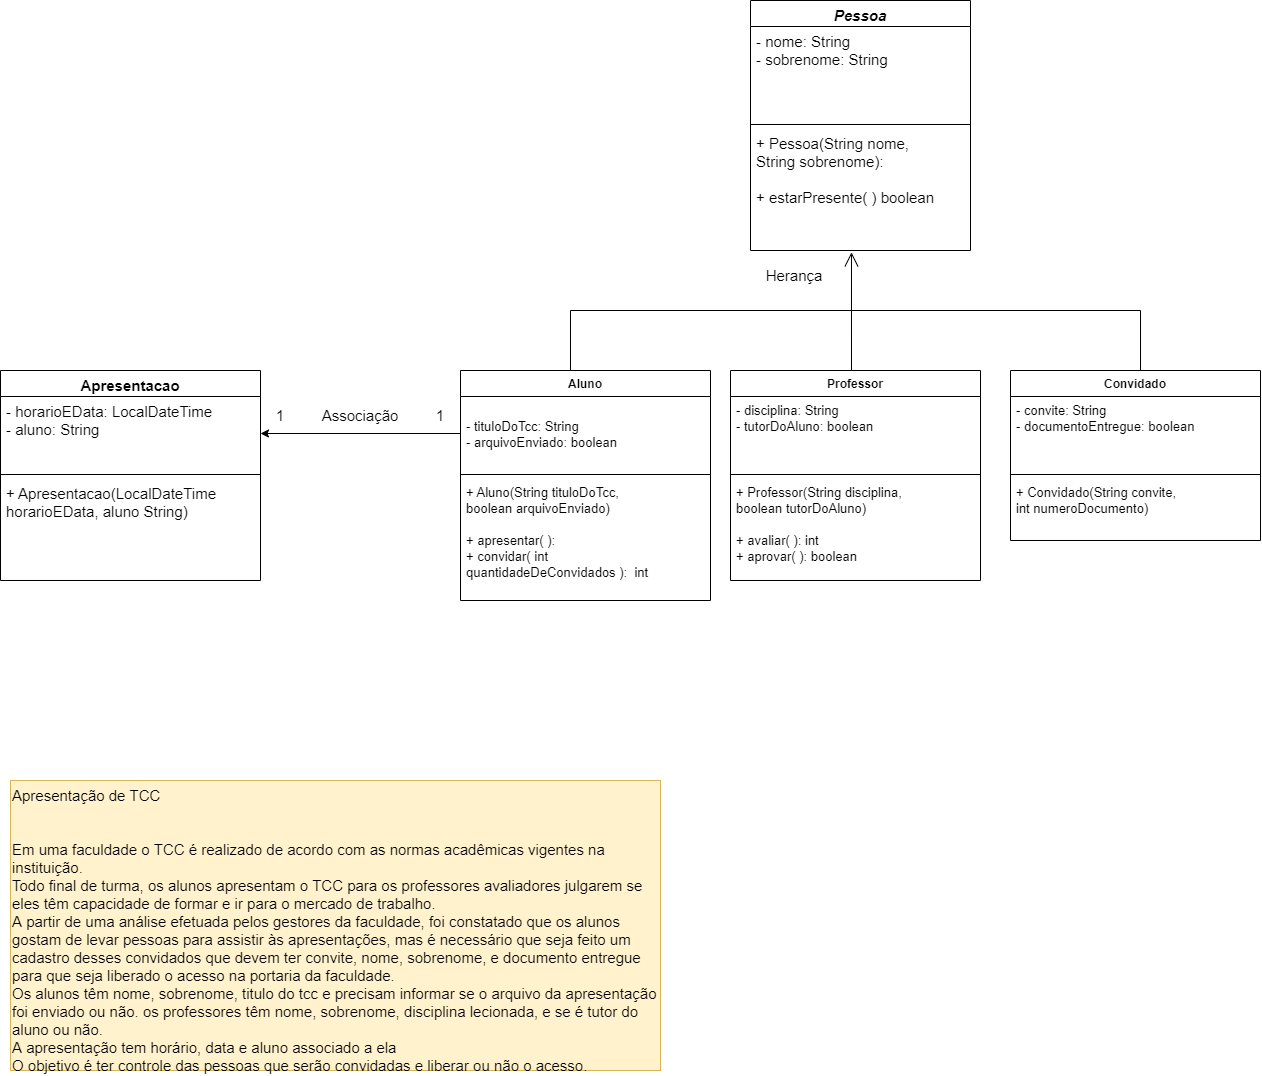 Pessoa
- nome: String
- sobrenome: String
+ Pessoa(String nome,
String sobrenome):
+ estarPresente( ) boolean
Herança
Apresentacao
- horarioEData: LocalDateTime
- aluno: String
+ Apresentacao(LocalDateTime
horarioEData, aluno String)
1 Associação 1
Aluno
- tituloDoTcc: String
- arquivoEnviado: boolean
+ Aluno(String tituloDoTcc,
boolean arquivoEnviado)
+ apresentar( ):
+ convidar( int
quantidadeDeConvidados ): int
Professor
- disciplina: String
- tutorDoAluno: boolean
+ Professor(String disciplina,
boolean tutorDoAluno)
+ avaliar( ): int
+ aprovar( ): boolean
Convidado
- convite: String
- documentoEntregue: boolean
+ Convidado(String convite,
int numeroDocumento)
Apresentação de TCC
Em uma faculdade o TCC é realizado de acordo com as normas acadêmicas vigentes na
instituição.
Todo final de turma, os alunos apresentam o TCC para os professores avaliadores julgarem se
eles têm capacidade de formar e ir para o mercado de trabalho.
A partir de uma análise efetuada pelos gestores da faculdade, foi constatado que os alunos
gostam de levar pessoas para assistir às apresentações, mas é necessário que seja feito um
cadastro desses convidados que devem ter convite, nome, sobrenome, e documento entregue
para que seja liberado o acesso na portaria da faculdade.
Os alunos têm nome, sobrenome, titulo do tcc e precisam informar se o arquivo da apresentação
foi enviado ou não. os professores têm nome, sobrenome, disciplina lecionada, e se é tutor do
aluno ou não.
A apresentação tem horário, data e aluno associado a ela
O objetivo é ter controle das pessoas que serão convidadas e liberar ou não o acesso.